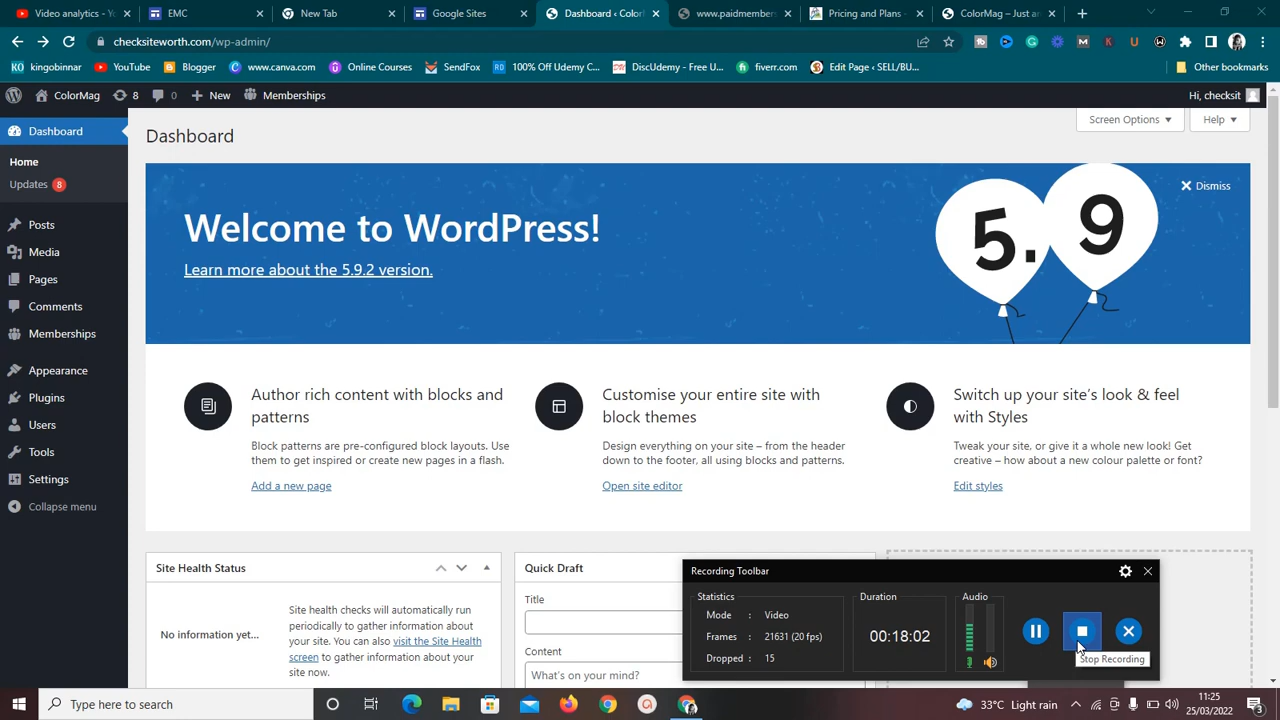 Video analytics -
EMC
New Tab
Google Sites
Dashboard ‹ Color
www.paidmembers
Pricing and Plans –
ColorMag – Just an
checksiteworth.com/wp-admin/
kingobinnar
YouTube
Blogger
www.canva.com
Online Courses
SendFox
100% Off Udemy C...
DiscUdemy - Free U...
fiverr.com
Edit Page ‹ SELL/BU...
Other bookmarks
ColorMag
8
0
New
Memberships
Hi, checksit
Dashboard
Home
Updates 8
Posts
Media
Pages
Comments
Memberships
Appearance
Plugins
Users
Tools
Settings
Collapse menu
Dashboard
Screen Options
Help
Dismiss
Welcome to WordPress!
Learn more about the 5.9.2 version.
5.9
Author rich content with blocks and
patterns
Block patterns are pre-configured block layouts. Use
them to get inspired or create new pages in a flash.
Add a new page
Customise your entire site with
block themes
Design everything on your site – from the header
down to the footer, all using blocks and patterns.
Open site editor
Switch up your site's look & feel
with Styles
Tweak your site, or give it a whole new look! Get
creative – how about a new colour palette or font?
Edit styles
Site Health Status
No information yet...
Site health checks will automatically run
periodically to gather information about
your site. You can also visit the Site Health
screen to gather information about your
site now.
Quick Draft
Title
Content
What's on your mind?
Recording Toolbar
Statistics
Mode : Video
Frames : 21631 (20 fps)
Dropped : 15
Duration
00:18:02
Audio
Stop Recording
Type here to search
33°C Light rain
11:25
25/03/2022
3